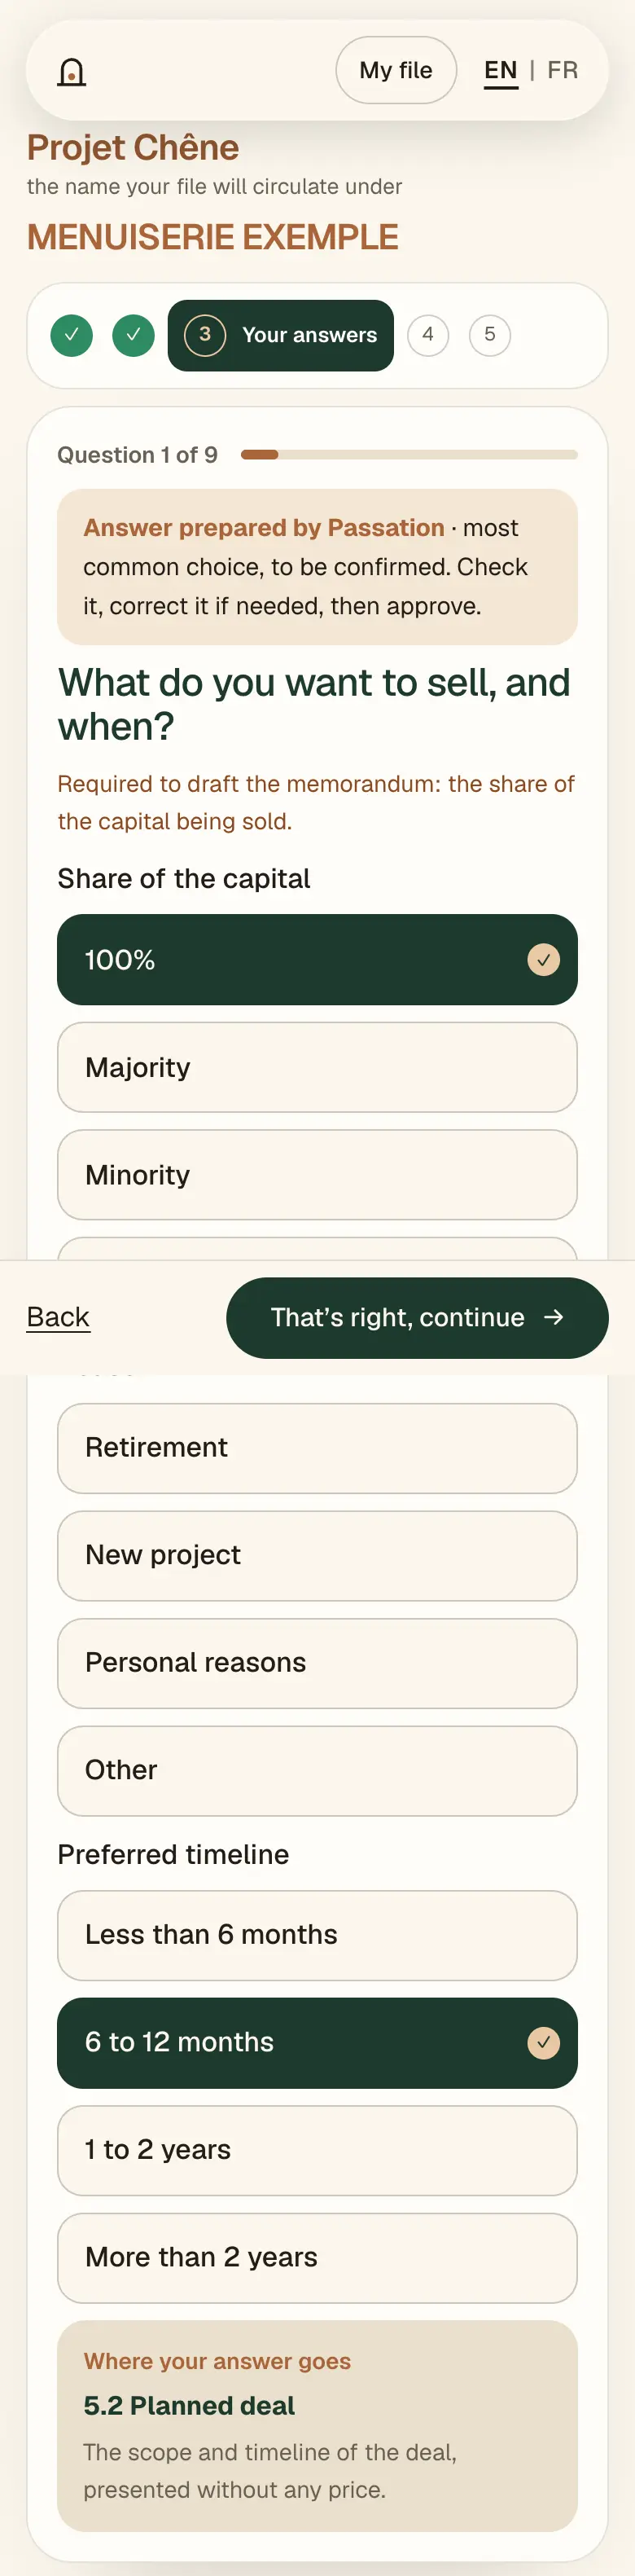 My file
EN | FR
Projet Chêne
the name your file will circulate under
MENUISERIE EXEMPLE
3 Your answers 4 5
Question 1 of 9
Answer prepared by Passation · most
common choice, to be confirmed. Check
it, correct it if needed, then approve.
What do you want to sell, and
when?
Required to draft the memorandum: the share of
the capital being sold.
Share of the capital
100%
Majority
Minority
Back
That’s right, continue →
Retirement
New project
Personal reasons
Other
Preferred timeline
Less than 6 months
6 to 12 months
1 to 2 years
More than 2 years
Where your answer goes
5.2 Planned deal
The scope and timeline of the deal,
presented without any price.